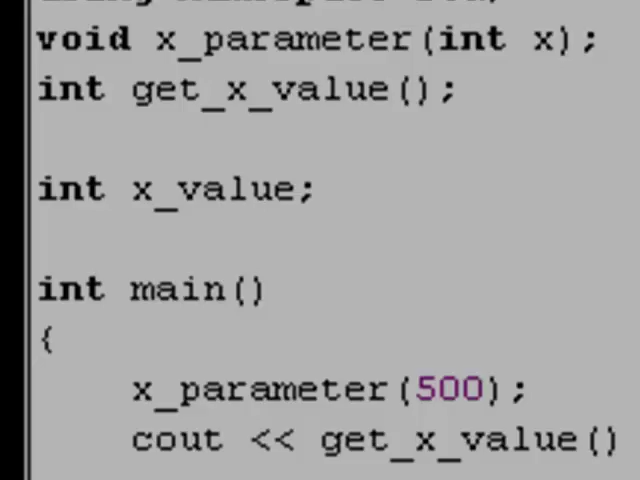 void x_parameter(int x);
int get_x_value();
int x_value;
int main()
{
x_parameter(500);
cout << get_x_value()